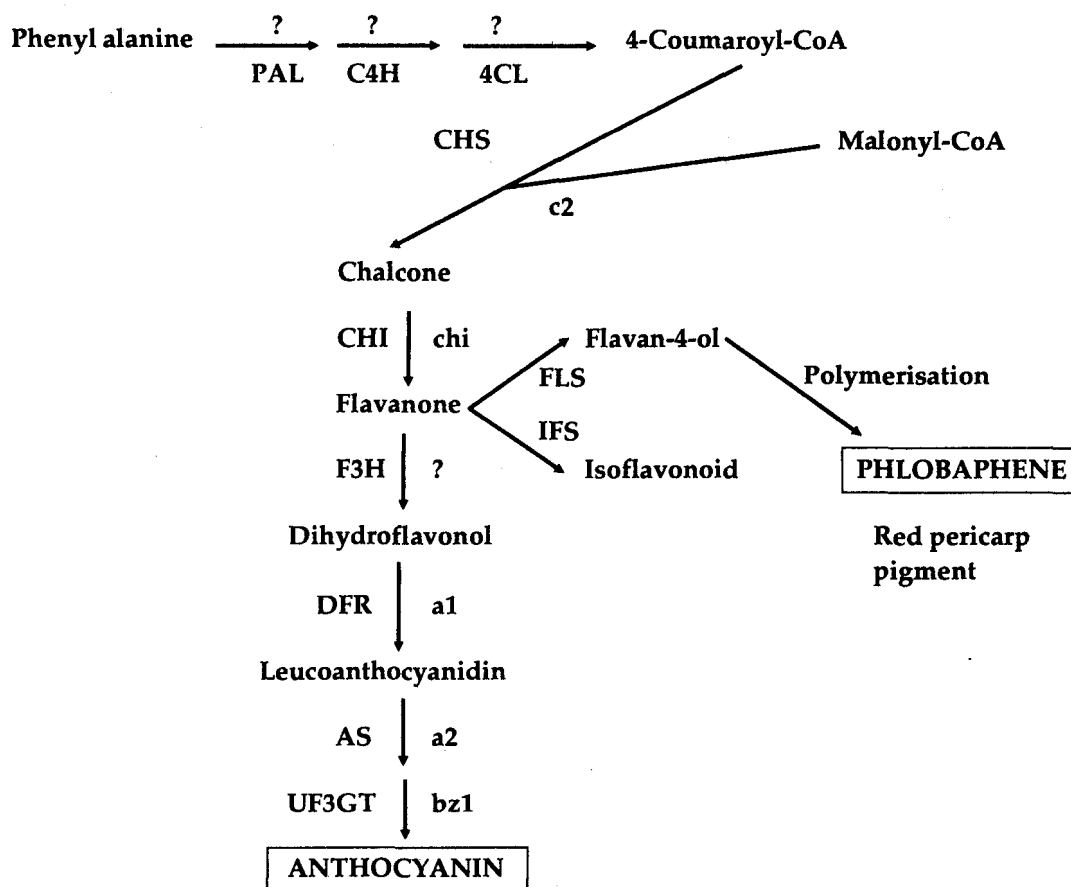 ? ? ?
Phenyl alanine 4-Coumaroyl-CoA
PAL C4H 4CL
CHS
Malonyl-CoA
c2
Chalcone
CHI chi
Flavan-4-ol
FLS
Polymerisation
Flavanone
IFS
F3H ?
Isoflavonoid
PHLOBAPHENE
Dihydroflavonol
Red pericarp
pigment
DFR a1
Leucoanthocyanidin
AS a2
UF3GT bz1
ANTHOCYANIN